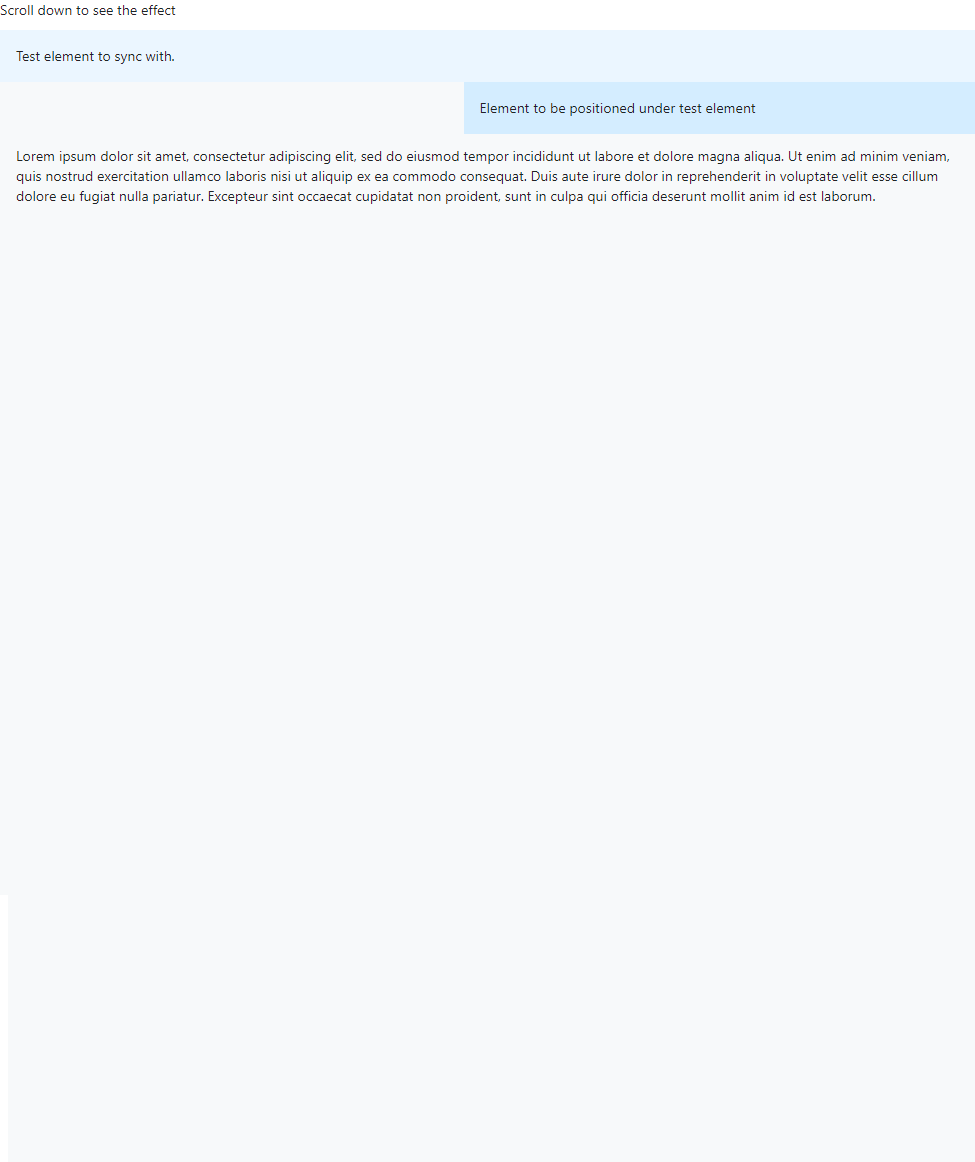 Scroll down to see the effect
Test element to sync with.
Element to be positioned under test element
Lorem ipsum dolor sit amet, consectetur adipiscing elit, sed do eiusmod tempor incididunt ut labore et dolore magna aliqua. Ut enim ad minim veniam,
quis nostrud exercitation ullamco laboris nisi ut aliquip ex ea commodo consequat. Duis aute irure dolor in reprehenderit in voluptate velit esse cillum
dolore eu fugiat nulla pariatur. Excepteur sint occaecat cupidatat non proident, sunt in culpa qui officia deserunt mollit anim id est laborum.